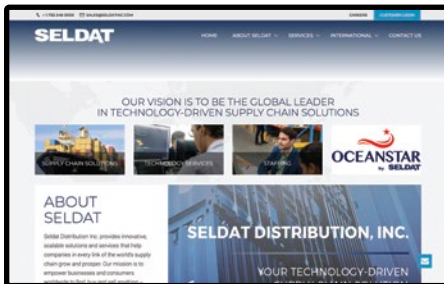 SALES@SELDATINC.COM
CAREERS
CUSTOMER LOGIN
SELDAT
HOME
ABOUT SELDAT
SERVICES
INTERNATIONAL
CONTACT US
OUR VISION IS TO BE THE GLOBAL LEADER
IN TECHNOLOGY-DRIVEN SUPPLY CHAIN SOLUTIONS
SUPPLY CHAIN SOLUTIONS
TECHNOLOGY SERVICES
STAFFING
OCEANSTAR
by SELDAT
ABOUT
SELDAT
Seldat Distribution Inc. provides innovative,
scalable solutions and services that help
companies in every link of the world's supply
chain grow and prosper. Our mission is to
empower businesses and consumers
SELDAT DISTRIBUTION, INC.
YOUR TECHNOLOGY-DRIVEN